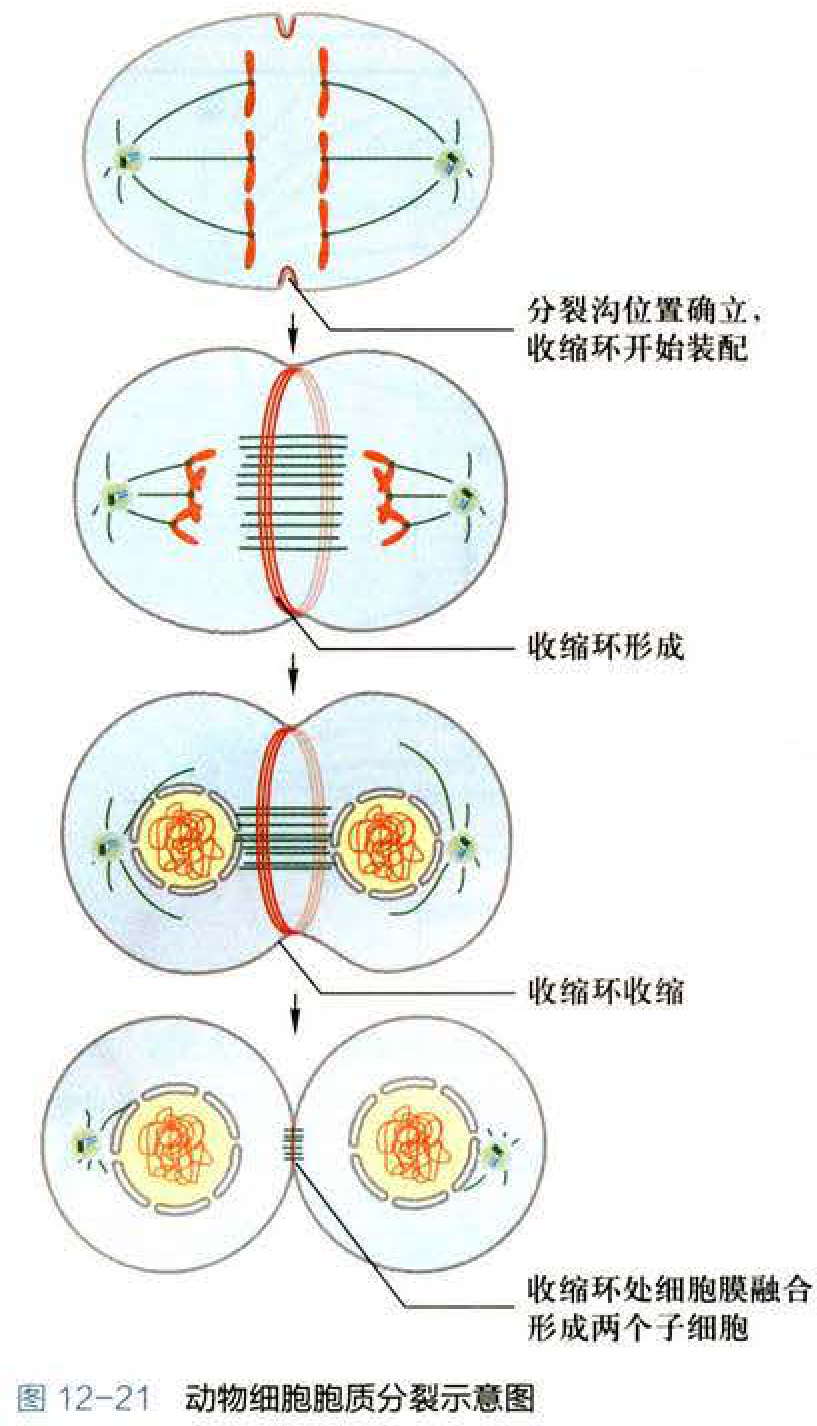 分裂沟位置确立,
收缩环开始装配
收缩环形成
收缩环收缩
收缩环处细胞膜融合
形成两个子细胞
图 12-21 动物细胞胞质分裂示意图